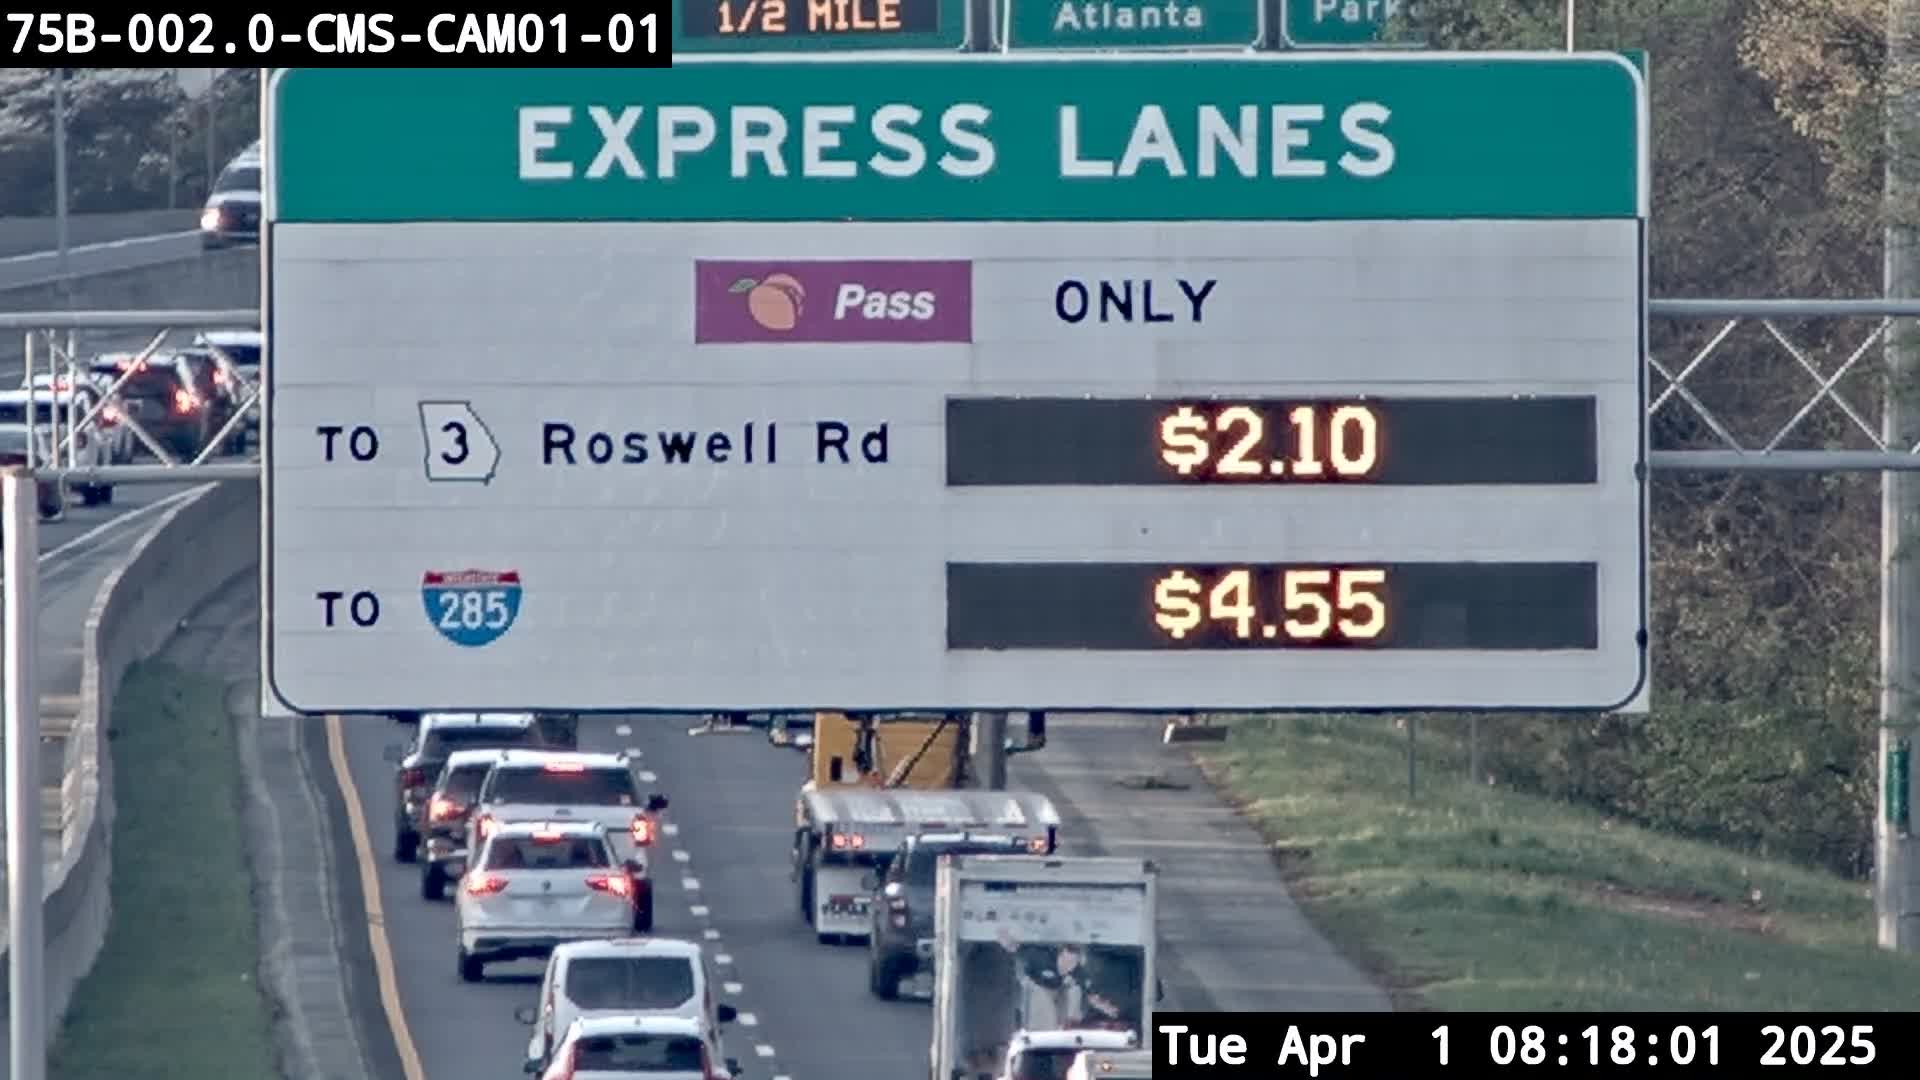 75B-002.0-CMS-CAM01-01
1/2 MILE
Atlanta
Park
EXPRESS LANES
Pass ONLY
TO 3 Roswell Rd $2.10
TO 285 $4.55
Tue Apr 1 08:18:01 2025